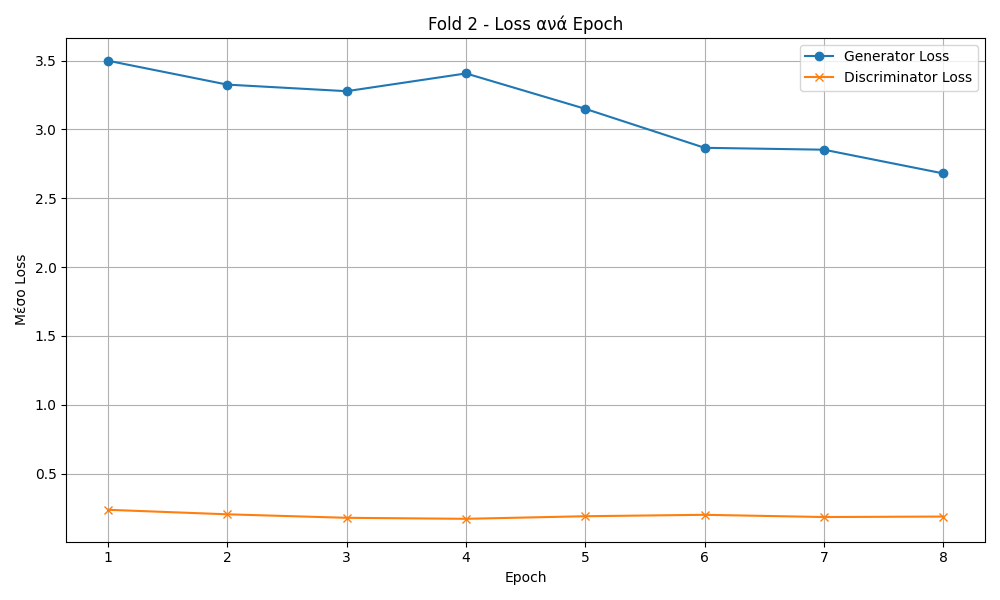 Fold 2 - Loss ανά Epoch
Generator Loss
Discriminator Loss
Μέσο Loss
3.5
3.0
2.5
2.0
1.5
1.0
0.5
1 2 3 4 5 6 7 8
Epoch